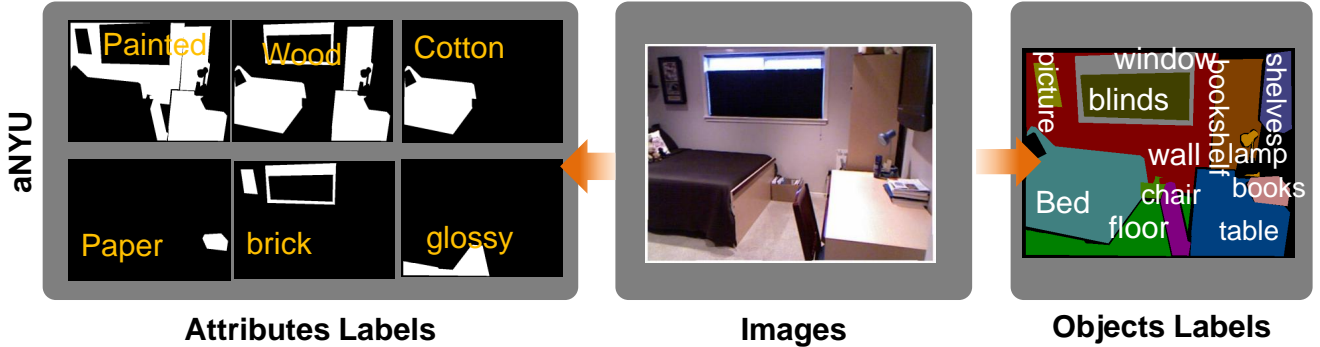 aNYU
Painted
Wood
Cotton
Paper
brick
glossy
Attributes Labels
Images
picture
window
blinds
bookshelf
shelves
wall
lamp
Bed
chair
books
floor
table
Objects Labels